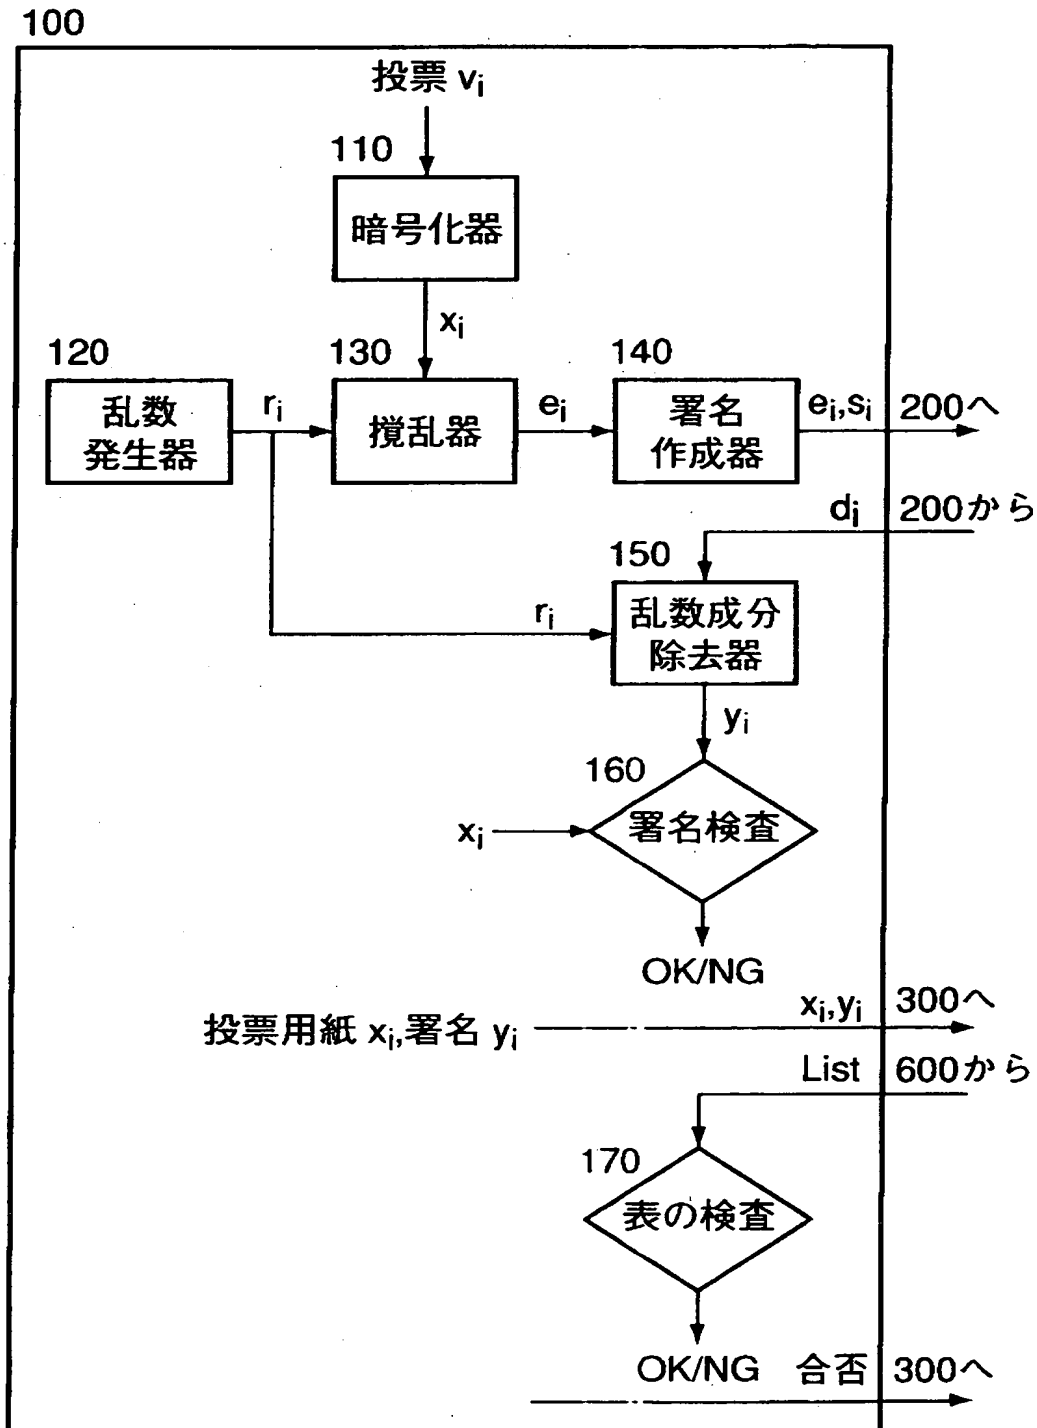 100
投票 vi
110
暗号化器
xi
120
130
140
乱数
発生器
ri
攪乱器
ei
署名
作成器
ei,si
200へ
di
200から
150
ri
乱数成分
除去器
yi
160
xi
署名検査
OK/NG
投票用紙 xi,署名 yi
xi,yi
300へ
List
600から
170
表の検査
OK/NG
合否
300へ